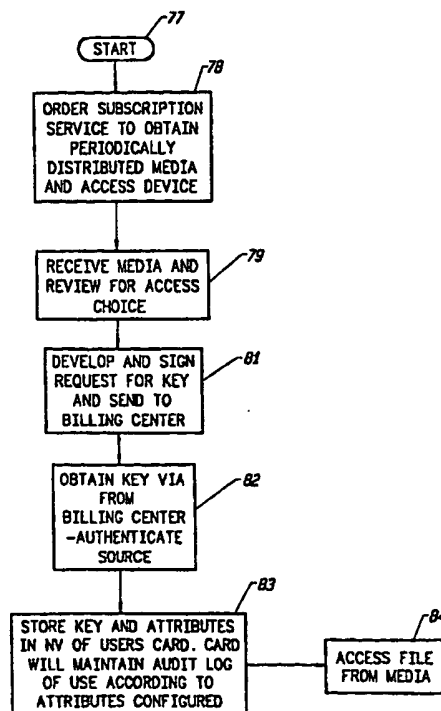 77
START
78
ORDER SUBSCRIPTION
SERVICE TO OBTAIN
PERIODICALLY
DISTRIBUTED MEDIA
AND ACCESS DEVICE
79
RECEIVE MEDIA AND
REVIEW FOR ACCESS
CHOICE
81
DEVELOP AND SIGN
REQUEST FOR KEY
AND SEND TO
BILLING CENTER
82
OBTAIN KEY VIA
FROM
BILLING CENTER
-AUTHENTICATE
SOURCE
83
STORE KEY AND ATTRIBUTES
IN NV OF USERS CARD. CARD
WILL MAINTAIN AUDIT LOG
OF USE ACCORDING TO
ATTRIBUTES CONFIGURED
84
ACCESS FILE
FROM MEDIA